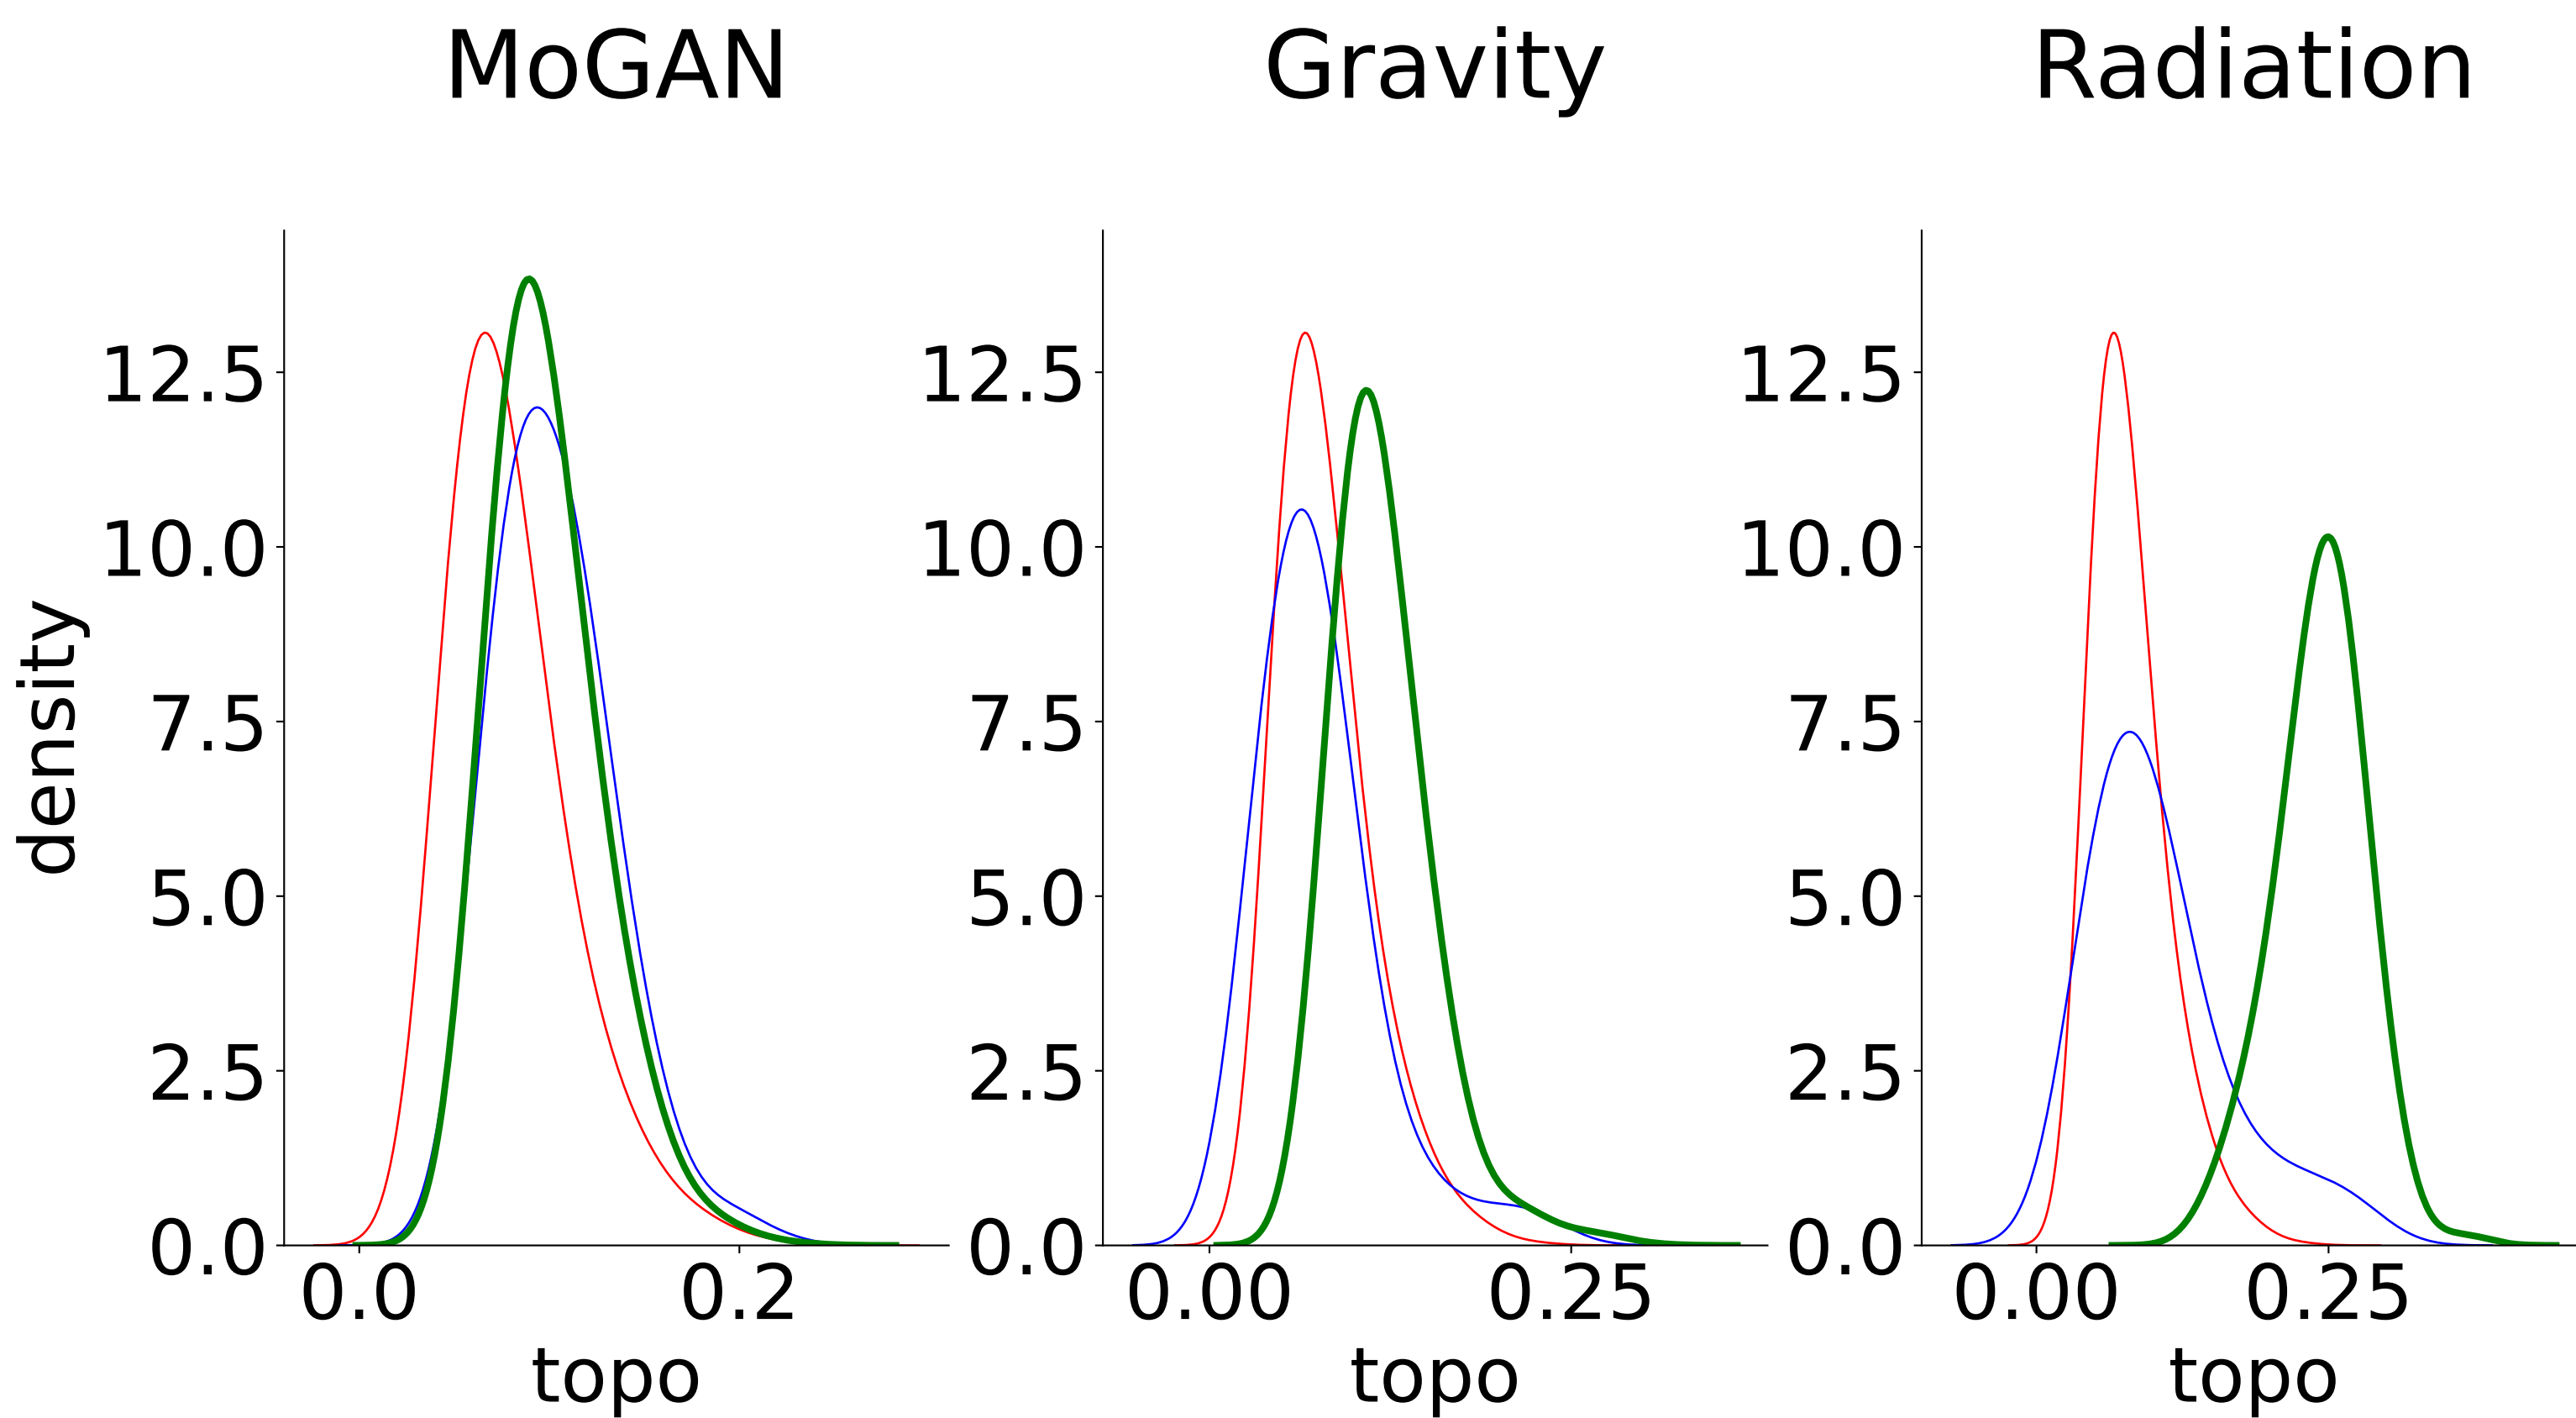 MoGAN Gravity Radiation
density
12.5 12.5 12.5
10.0 10.0 10.0
7.5 7.5 7.5
5.0 5.0 5.0
2.5 2.5 2.5
0.0 0.0 0.0
0.0 0.2 0.00 0.25 0.00 0.25
topo topo topo